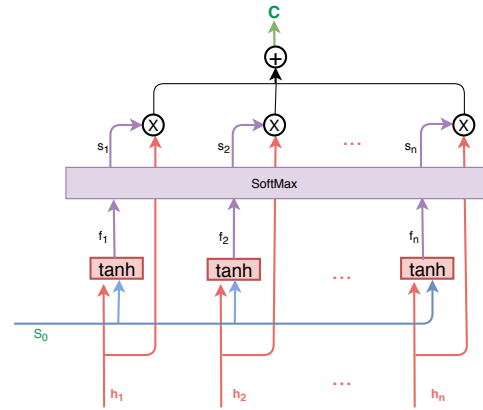 C
+
X X X
s1 s2 ... sn
SoftMax
f1 f2 fn
tanh tanh ... tanh
S0
h1 h2 ... hn